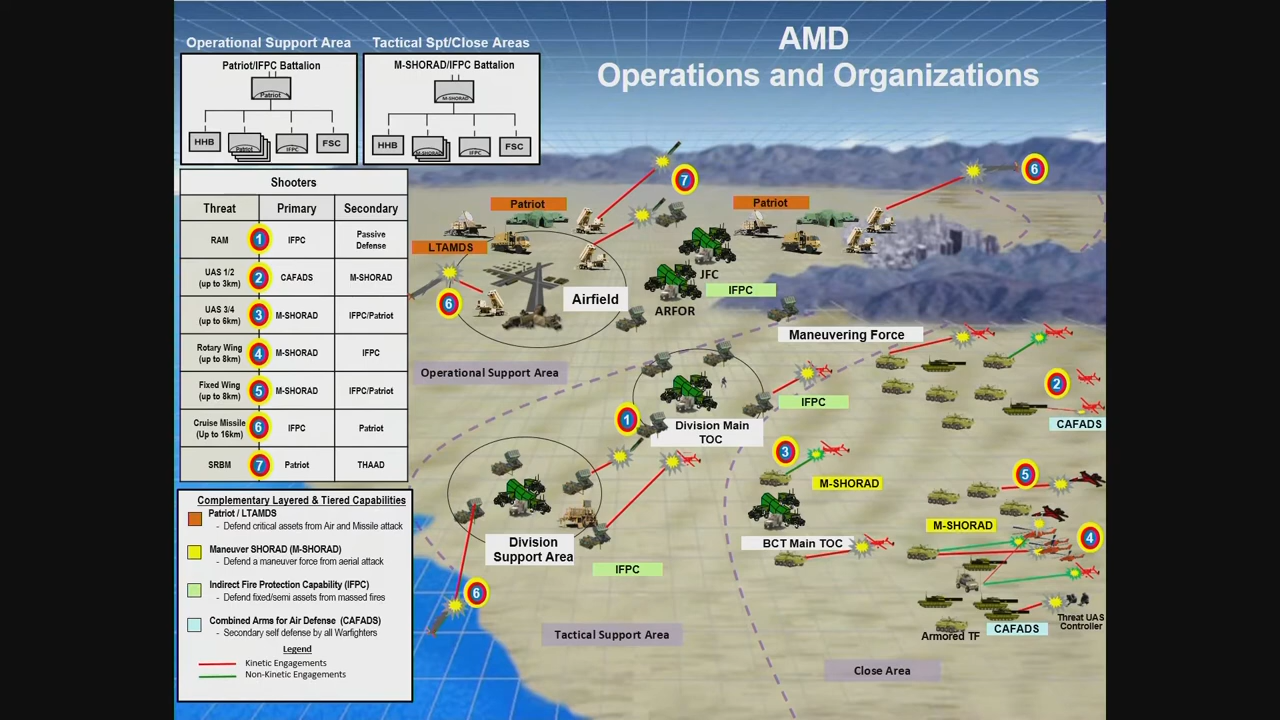 AMD
Operations and Organizations
Operational Support Area
Tactical Spt/Close Areas
Patriot/IFPC Battalion
Patriot
HHB
Patriot
IFPC
FSC
M-SHORAD/IFPC Battalion
M-SHORAD
HHB
M-SHORAD
IFPC
FSC
Shooters
Threat Primary Secondary
RAM 1 IFPC Passive
Defense
UAS 1/2
(up to 3km) 2 CAFADS M-SHORAD
UAS 3/4
(up to 6km) 3 M-SHORAD IFPC/Patriot
Rotary Wing
(up to 8km) 4 M-SHORAD IFPC
Fixed Wing
(up to 8km) 5 M-SHORAD IFPC/Patriot
Cruise Missile
(Up to 16km) 6 IFPC Patriot
SRBM 7 Patriot THAAD
Complementary Layered & Tiered Capabilities
Patriot / LTAMDS
- Defend critical assets from Air and Missile attack
Maneuver SHORAD (M-SHORAD)
- Defend a maneuver force from aerial attack
Indirect Fire Protection Capability (IFPC)
- Defend fixed/semi assets from massed fires
Combined Arms for Air Defense (CAFADS)
- Secondary self defense by all Warfighters
Legend
Kinetic Engagements
Non-Kinetic Engagements
7
6
Patriot
Patriot
LTAMDS
JFC
IFPC
6
Airfield
ARFOR
Maneuvering Force
Operational Support Area
2
IFPC
1
CAFADS
Division Main
TOC
3
M-SHORAD
5
M-SHORAD
4
Division
Support Area
BCT Main TOC
IFPC
6
Threat UAS
Controller
CAFADS
Armored TF
Tactical Support Area
Close Area